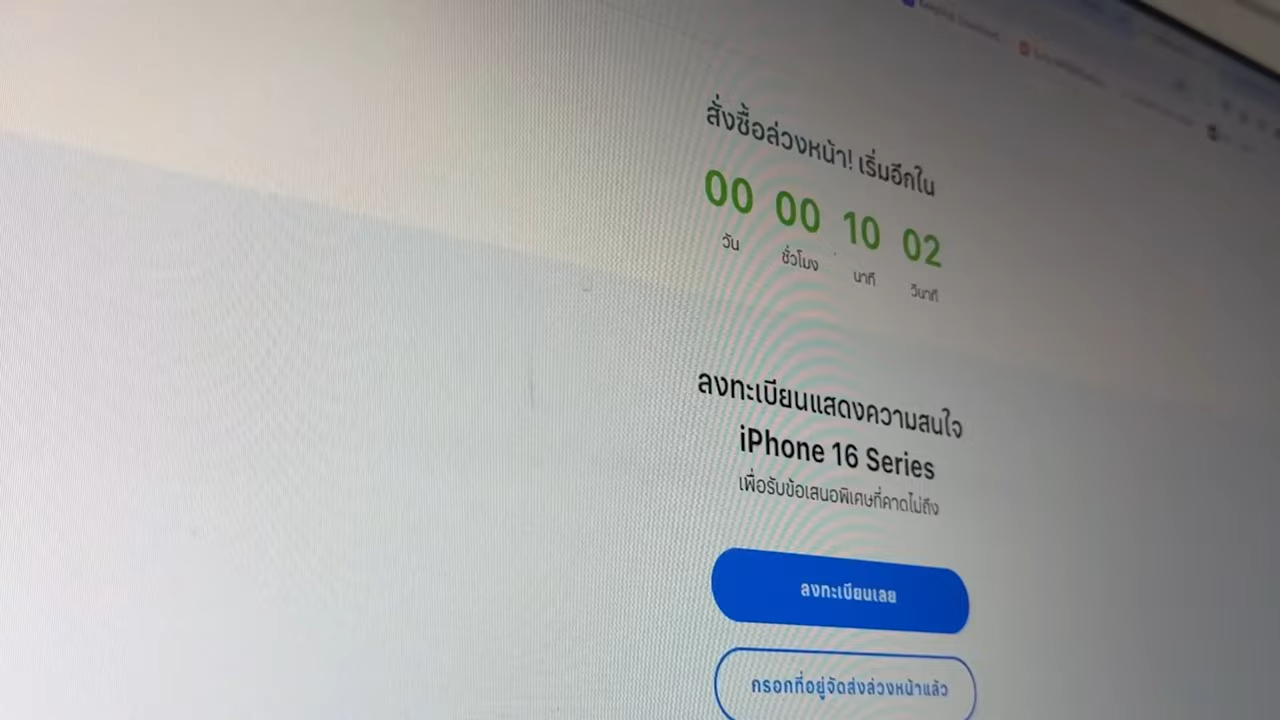 สั่งซื้อล่วงหน้า! เริ่มอีกใน
00 00 10 02
วัน ชั่วโมง นาที วินาที
ลงทะเบียนแสดงความสนใจ
iPhone 16 Series
เพื่อรับข้อเสนอพิเศษที่คาดไม่ถึง
ลงทะเบียนเลย
กรอกที่อยู่จัดส่งล่วงหน้าแล้ว